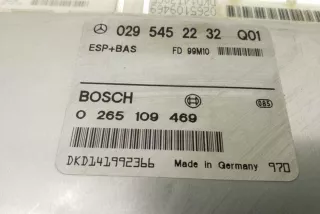 029 545 22 32 Q01
ESP+BAS FD 99M10
BOSCH
0 265 109 469
DKD141992366 Made in Germany 970